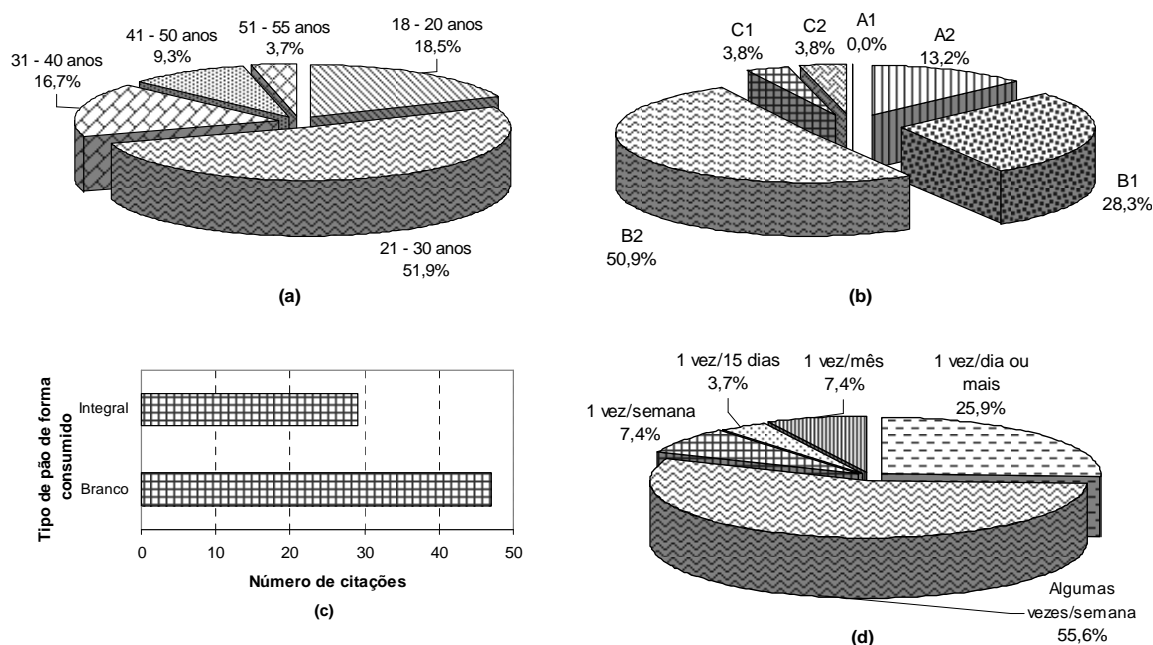 31 - 40 anos
16,7%
41 - 50 anos
9,3%
51 - 55 anos
3,7%
18 - 20 anos
18,5%
21 - 30 anos
51,9%
(a)
C1
3,8%
C2
3,8%
A1
0,0%
A2
13,2%
B1
28,3%
B2
50,9%
(b)
Tipo de pão de forma
consumido
Integral
Branco
0
10
20
30
40
50
Número de citações
(c)
1 vez/semana
7,4%
1 vez/15 dias
3,7%
1 vez/mês
7,4%
1 vez/dia ou
mais
25,9%
Algumas
vezes/semana
55,6%
(d)